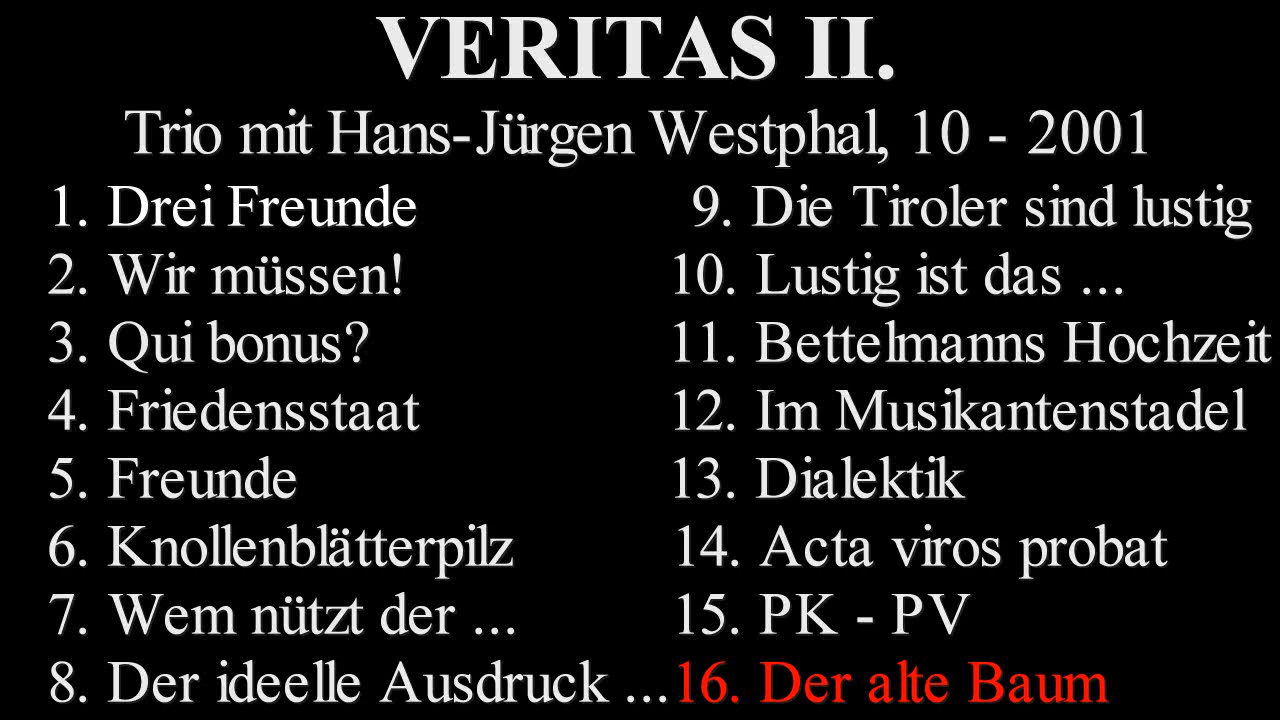 VERITAS II.
Trio mit Hans-Jürgen Westphal, 10 - 2001
1. Drei Freunde
2. Wir müssen!
3. Qui bonus?
4. Friedensstaat
5. Freunde
6. Knollenblätterpilz
7. Wem nützt der ...
8. Der ideelle Ausdruck ...
9. Die Tiroler sind lustig
10. Lustig ist das ...
11. Bettelmanns Hochzeit
12. Im Musikantenstadel
13. Dialektik
14. Acta viros probat
15. PK - PV
16. Der alte Baum